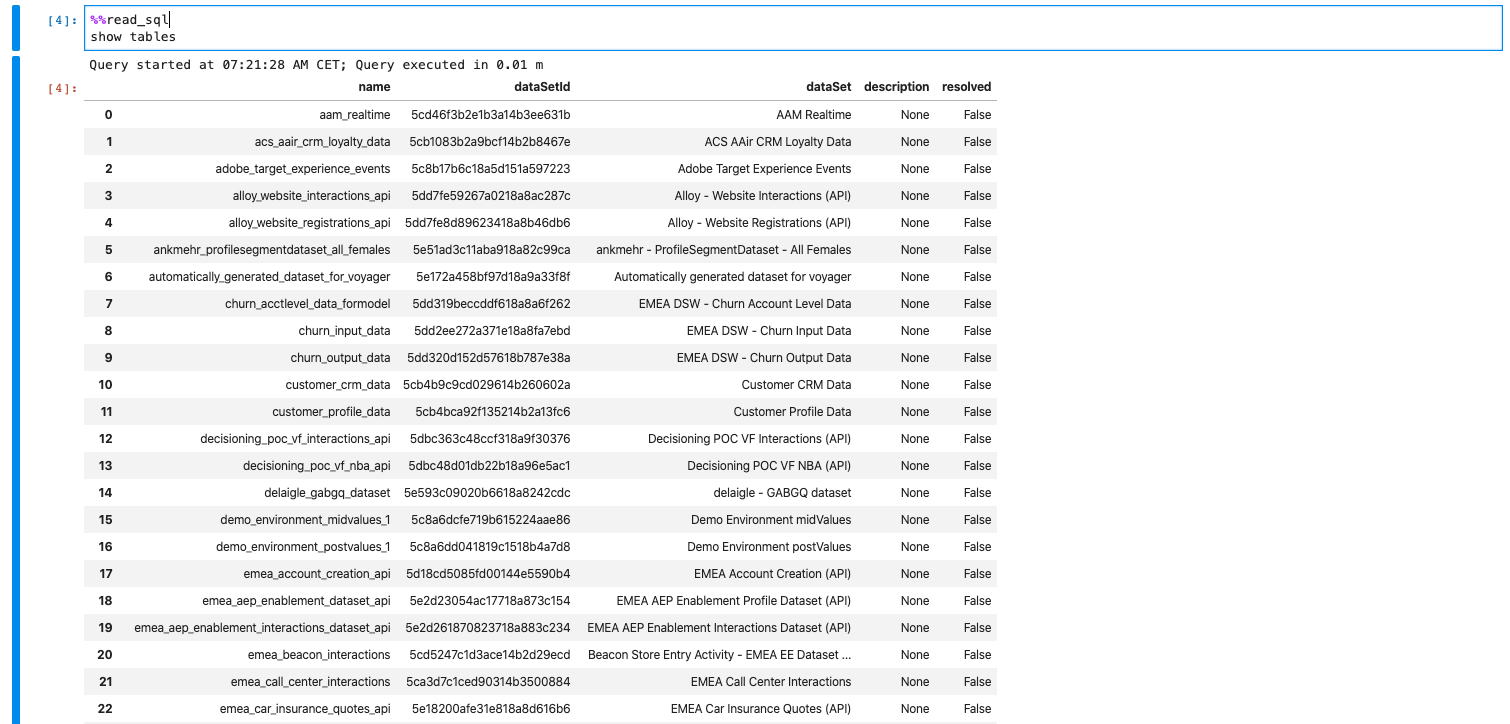 [4]: %%read_sql
show tables
Query started at 07:21:28 AM CET; Query executed in 0.01 m
[4]: name dataSetId dataSet description resolved
0 aam_realtime 5cd46f3b2e1b3a14b3ee631b AAM Realtime None False
1 acs_aair_crm_loyalty_data 5cb1083b2a9bcf14b2b8467e ACS AAir CRM Loyalty Data None False
2 adobe_target_experience_events 5c8b17b6c18a5d151a597223 Adobe Target Experience Events None False
3 alloy_website_interactions_api 5dd7fe59267a0218a8ac287c Alloy - Website Interactions (API) None False
4 alloy_website_registrations_api 5dd7fe8d89623418a8b46db6 Alloy - Website Registrations (API) None False
5 ankmehr_profilesegmentdataset_all_females 5e51ad3c11aba918a82c99ca ankmehr - ProfileSegmentDataset - All Females None False
6 automatically_generated_dataset_for_voyager 5e172a458bf97d18a9a33f8f Automatically generated dataset for voyager None False
7 churn_acctlevel_data_formodel 5dd319beccddf618a8a6f262 EMEA DSW - Churn Account Level Data None False
8 churn_input_data 5dd2ee272a371e18a8fa7ebd EMEA DSW - Churn Input Data None False
9 churn_output_data 5dd320d152d57618b787e38a EMEA DSW - Churn Output Data None False
10 customer_crm_data 5cb4b9c9cd029614b260602a Customer CRM Data None False
11 customer_profile_data 5cb4bca92f135214b2a13fc6 Customer Profile Data None False
12 decisioning_poc_vf_interactions_api 5dbc363c48ccf318a9f30376 Decisioning POC VF Interactions (API) None False
13 decisioning_poc_vf_nba_api 5dbc48d01db22b18a96e5ac1 Decisioning POC VF NBA (API) None False
14 delaigle_gabgq_dataset 5e593c09020b6618a8242cdc delaigle - GABGQ dataset None False
15 demo_environment_midvalues_1 5c8a6dcfe719b615224aae86 Demo Environment midValues None False
16 demo_environment_postvalues_1 5c8a6dd041819c1518b4a7d8 Demo Environment postValues None False
17 emea_account_creation_api 5d18cd5085fd00144e5590b4 EMEA Account Creation (API) None False
18 emea_aep_enablement_dataset_api 5e2d23054ac17718a873c154 EMEA AEP Enablement Profile Dataset (API) None False
19 emea_aep_enablement_interactions_dataset_api 5e2d261870823718a883c234 EMEA AEP Enablement Interactions Dataset (API) None False
20 emea_beacon_interactions 5cd5247c1d3ace14b2d29ecd Beacon Store Entry Activity - EMEA EE Dataset ... None False
21 emea_call_center_interactions 5ca3d7c1ced90314b3500884 EMEA Call Center Interactions None False
22 emea_car_insurance_quotes_api 5e18200afe31e818a8d616b6 EMEA Car Insurance Quotes (API) None False